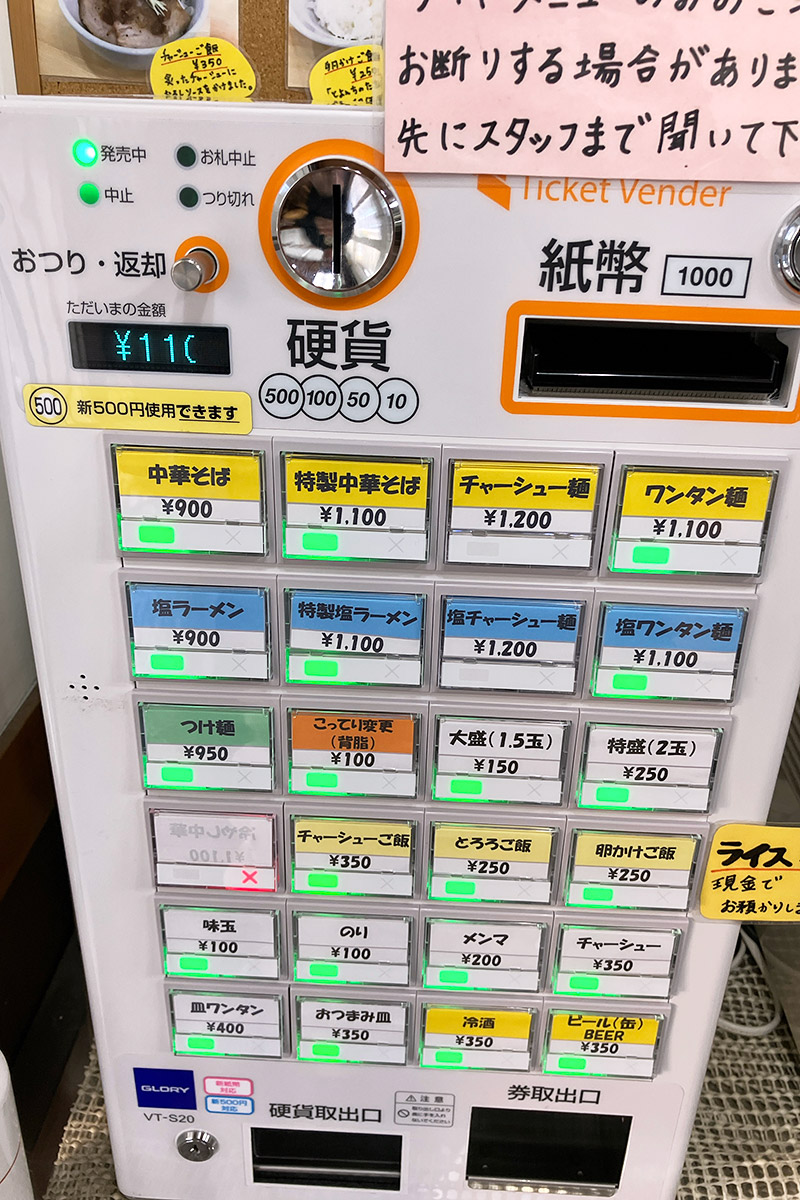 チャーシューご飯
¥350
お断りする場合がありま
先にスタッフまで聞いて下
発売中
お札中止
中止
つり切れ
Ticket Vender
おつり・返却
紙幣 1000
ただいまの金額
¥110
硬貨
500 100 50 10
500 新500円使用できます
中華そば
¥900
特製中華そば
¥1,100
チャーシュー麺
¥1,200
ワンタン麺
¥1,100
塩ラーメン
¥900
特製塩ラーメン
¥1,100
塩チャーシュー麺
¥1,200
塩ワンタン麺
¥1,100
つけ麺
¥950
こってり変更
(背脂)
¥100
大盛(1.5玉)
¥150
特盛(2玉)
¥250
冷やし中華
¥1,100
チャーシューご飯
¥350
とろろご飯
¥250
卵かけご飯
¥250
ライス
現金で
お預かりしま
味玉
¥100
のり
¥100
メンマ
¥200
チャーシュー
¥350
皿ワンタン
¥400
おつまみ皿
¥350
冷酒
¥350
ビール(缶)
BEER
¥350
GLORY
新紙幣
対応
新500円
対応
VT-S20
硬貨取出口
注意
券取出口